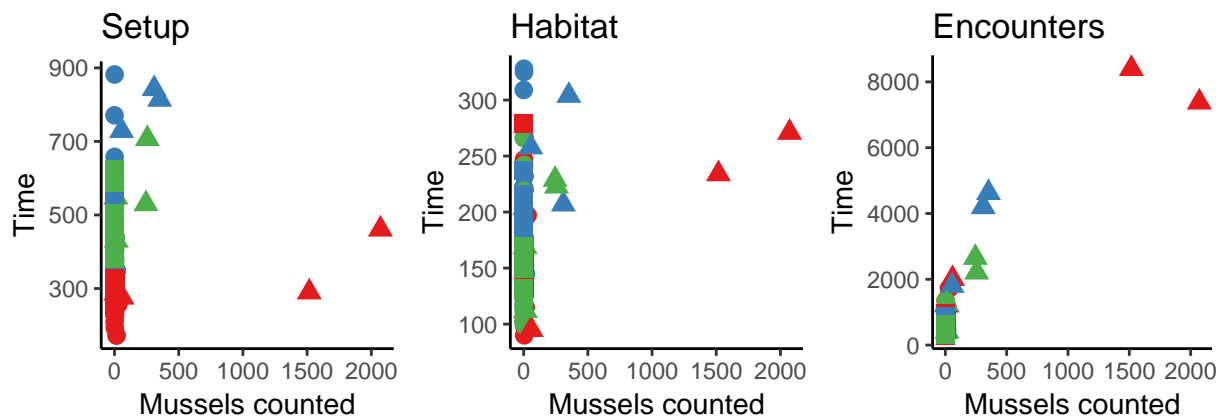 Setup
Time
900
700
500
300
0 500 1000 1500 2000
Mussels counted
Habitat
Time
300
250
200
150
100
0 500 1000 1500 2000
Mussels counted
Encounters
Time
8000
6000
4000
2000
0
0 500 1000 1500 2000
Mussels counted